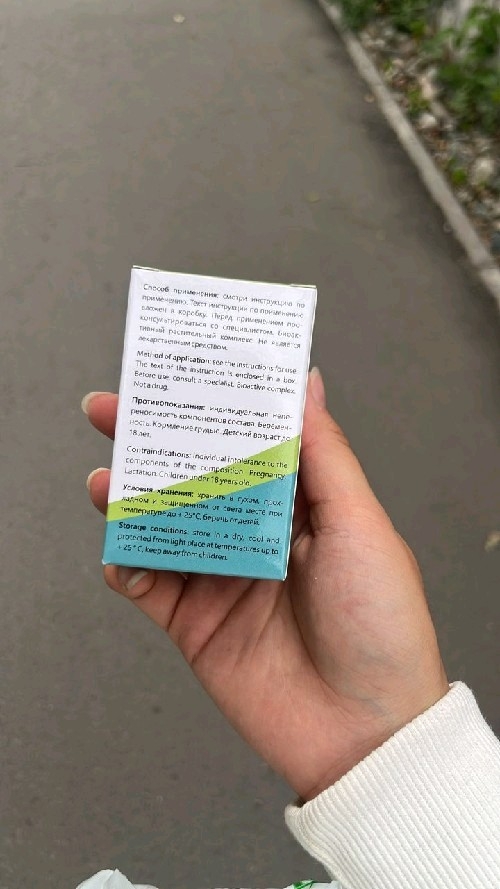 Способ применения: смотри инструкцию по
применению. Текст инструкции по применению
вложен в коробку. Перед применением про-
консультироваться со специалистом. Биоак-
тивный растительный комплекс. Не является
лекарственным средством.
Method of application: see the instructions for use.
The text of the instruction is enclosed in a box.
Before use, consult a specialist. Bioactive complex.
Not a drug.
Противопоказания: индивидуальная непе-
реносимость компонентов состава. Беремен-
ность. Кормление грудью. Детский возраст до
18 лет.
Contraindications: individual intolerance to the
components of the composition. Pregnancy.
Lactation. Children under 18 years old.
Условия хранения: хранить в сухом, прох-
ладном и защищенном от света месте при
температуре до + 25°С, беречь от детей.
Storage conditions: store in a dry, cool and
protected from light place at temperatures up to
+ 25 ° C, keep away from children.